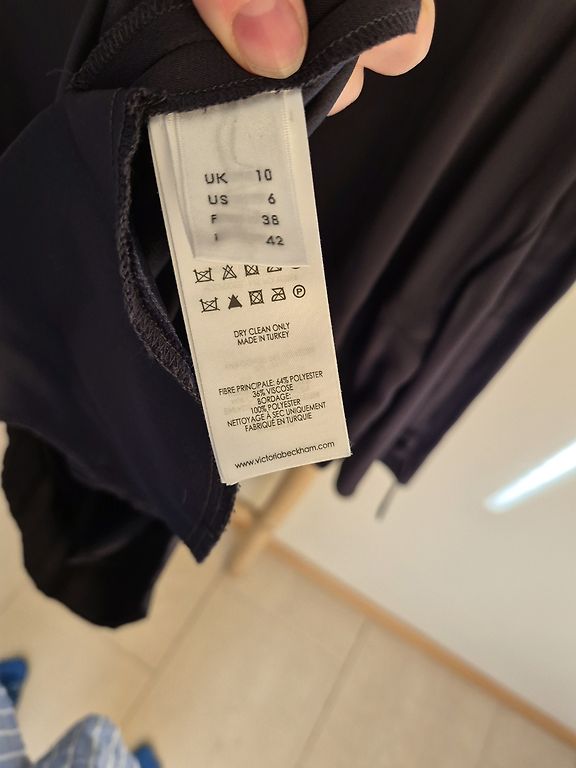 UK 10
US 6
F 38
I 42
P
DRY CLEAN ONLY
MADE IN TURKEY
FIBRE PRINCIPALE: 64% POLYESTER
36% VISCOSE
BORDAGE:
100% POLYESTER
NETTOYAGE À SEC UNIQUEMENT
FABRIQUÉ EN TURQUIE
www.victoriabeckham.com